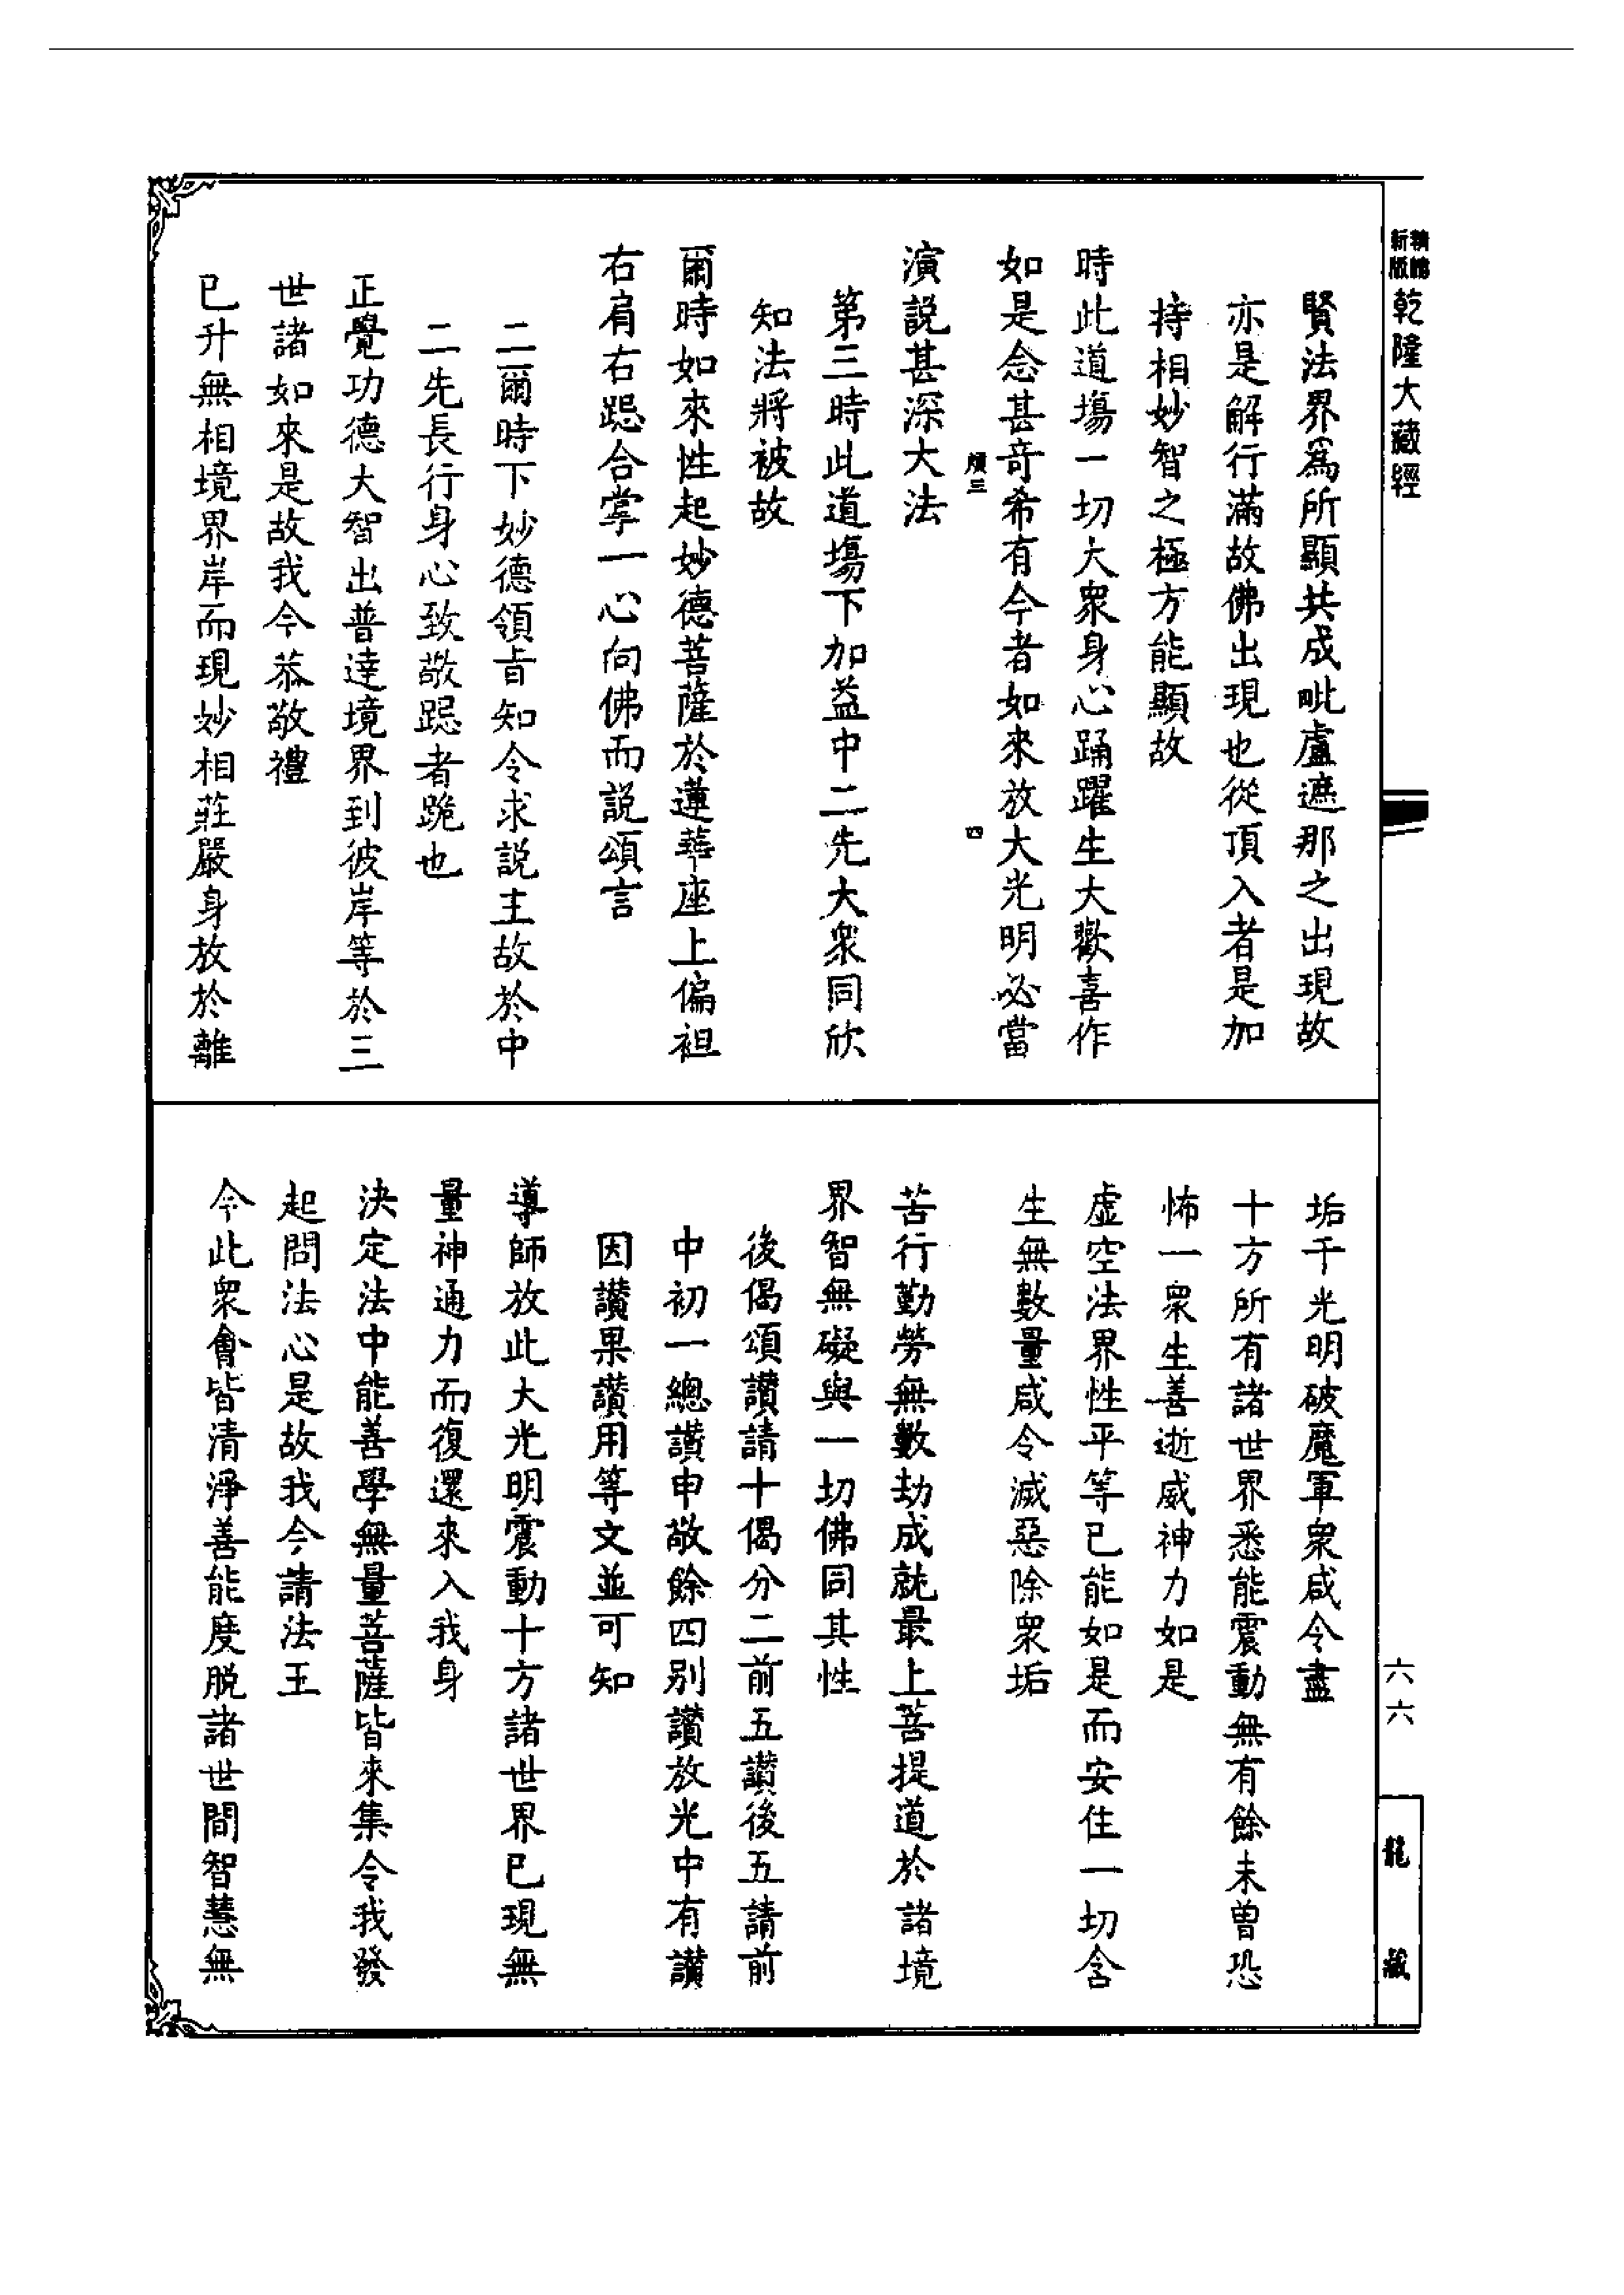 精縮新版乾隆大藏經
賢法界為所顯共成毗盧遮那之出現故
亦是解行滿故佛出現也從頂入者是加
持相妙智之極方能顯故
時此道塲一切大衆身心踊躍生大歡喜作
如是念甚奇希有今者如來放大光明必當
頗三 四
演説甚深大法
第三時此道塲下加益中二先大衆同欣
知法將被故
爾時如來性起妙德菩薩於蓮華座上偏袒
右肩右跽合掌一心向佛而説頌言
二爾時下妙德領旨知令求説主故於中
二先長行身心致敬跽者跪也
正覺功德大智出普達境界到彼岸等於三
世諸如來是故我今恭敬禮
已升無相境界岸而現妙相莊嚴身放於離
垢千光明破魔軍衆咸令盡
十方所有諸世界悉能震動無有餘未曾恐
怖一衆生善逝威神力如是
虛空法界性平等已能如是而安住一切含
生無數量咸令滅惡除衆垢
苦行勤勞無數劫成就最上菩提道於諸境
界智無礙與一切佛同其性
後偈頌讚請十偈分二前五讚後五請前
中初一總讚申敬餘四別讚放光中有讚
因讚果讚用等文並可知
導師放此大光明震動十方諸世界已現無
量神通力而復還來入我身
決定法中能善學無量菩薩皆來集令我發
起問法心是故我今請法王
今此衆會皆清淨善能度脱諸世間智慧無
六六
龍藏